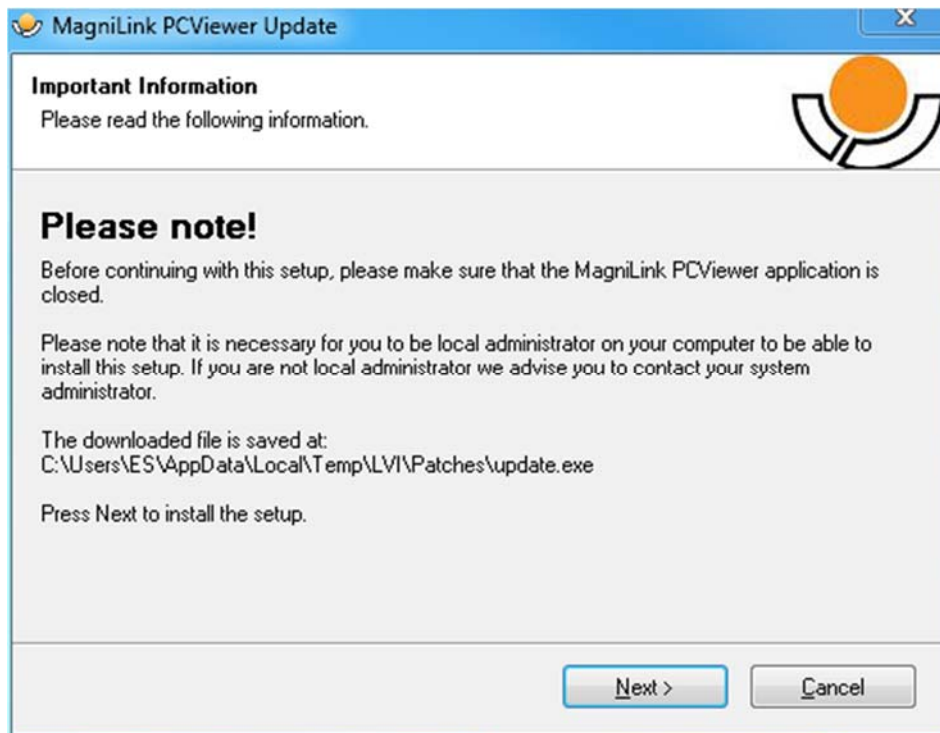 MagniLink PCViewer Update
Important Information
Please read the following information.
Please note!
Before continuing with this setup, please make sure that the MagniLink PCViewer application is
closed.
Please note that it is necessary for you to be local administrator on your computer to be able to
install this setup. If you are not local administrator we advise you to contact your system
administrator.
The downloaded file is saved at:
C:\Users\ES\AppData\Local\Temp\LVI\Patches\update.exe
Press Next to install the setup.
Next >
Cancel